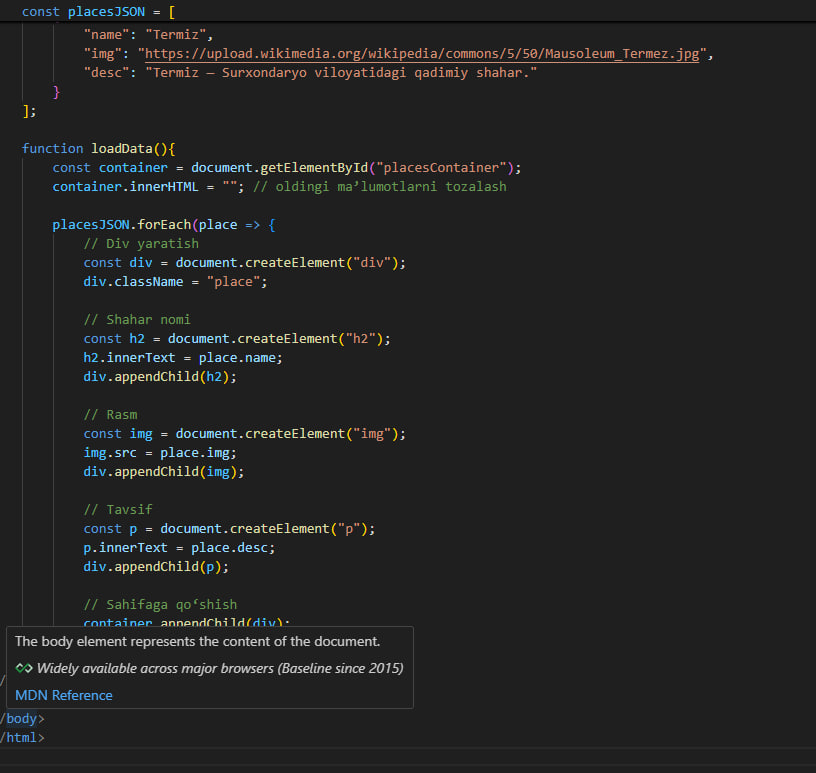 const placesJSON = [
"name": "Termiz",
"img": "https://upload.wikimedia.org/wikipedia/commons/5/50/Mausoleum_Termez.jpg",
"desc": "Termiz — Surxondaryo viloyatidagi qadimiy shahar."
}
];
function loadData(){
const container = document.getElementById("placesContainer");
container.innerHTML = ""; // oldingi ma’lumotlarni tozalash
placesJSON.forEach(place => {
// Div yaratish
const div = document.createElement("div");
div.className = "place";
// Shahar nomi
const h2 = document.createElement("h2");
h2.innerText = place.name;
div.appendChild(h2);
// Rasm
const img = document.createElement("img");
img.src = place.img;
div.appendChild(img);
// Tavsif
const p = document.createElement("p");
p.innerText = place.desc;
div.appendChild(p);
// Sahifaga qo‘shish
container.appendChild(div);
The body element represents the content of the document.
Widely available across major browsers (Baseline since 2015)
/
MDN Reference
/body>
/html>